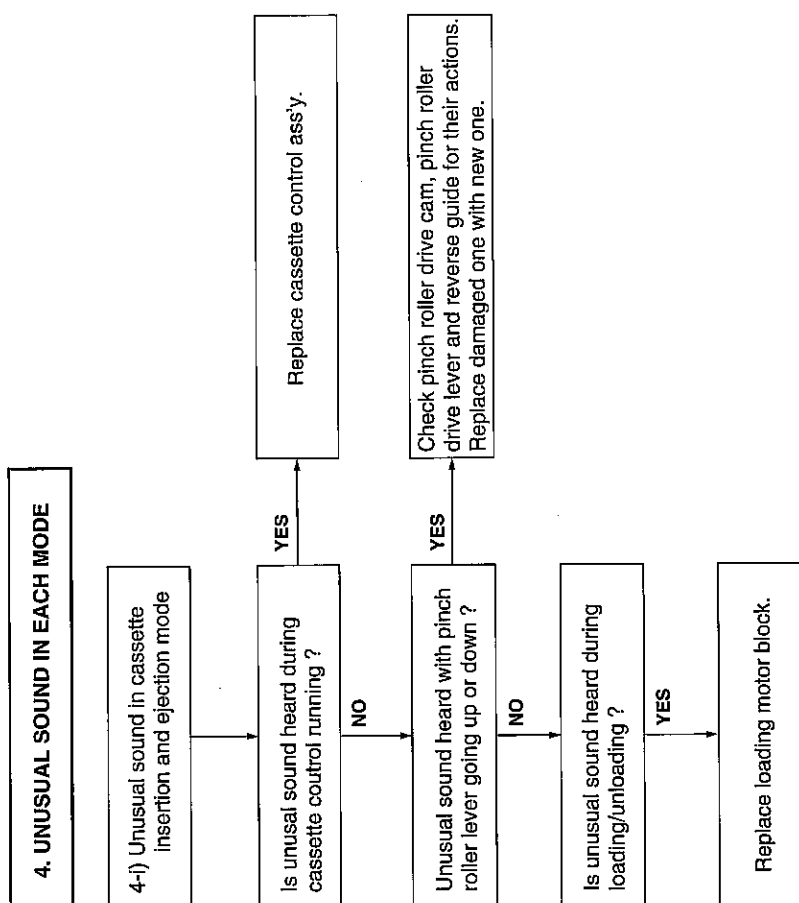 4. UNUSUAL SOUND IN EACH MODE
4-i) Unusual sound in cassette
insertion and ejection mode
Is unusal sound heard during
cassette coutrol running ?
YES
Replace cassette control ass'y.
NO
Unusual sound heard with pinch
roller lever going up or down ?
YES
Check pinch roller drive cam, pinch roller
drive lever and reverse guide for their actions.
Replace damaged one with new one.
NO
Is unusual sound heard during
loading/unloading ?
YES
Replace loading motor block.